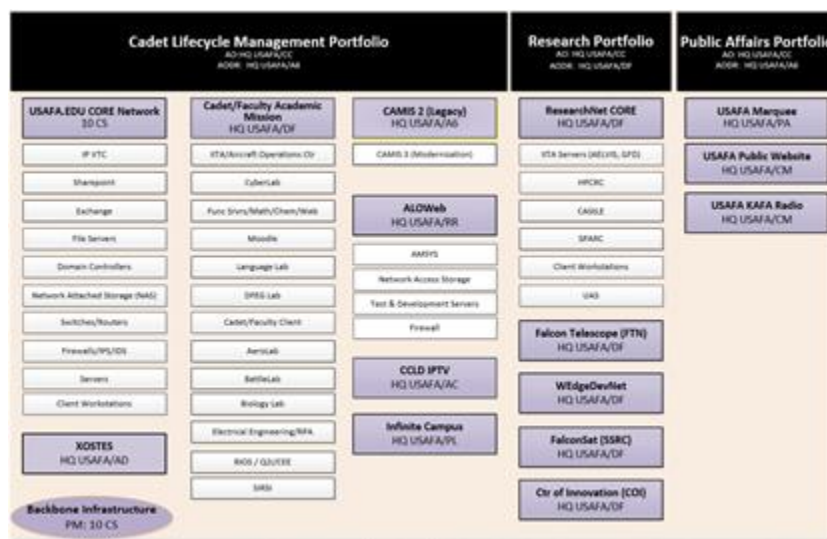 Cadet Lifecycle Management Portfolio
AO: HQ USAFA/CC
AODR: HQ USAFA/A6
Research Portfolio
AO: HQ USAFA/CC
AODR: HQ USAFA/DF
Public Affairs Portfolio
AO: HQ USAFA/CC
AODR: HQ USAFA/A6
USAFA.EDU CORE Network
10 CS
IP VTC
Sharepoint
Exchange
File Servers
Domain Controllers
Network Attached Storage (NAS)
Switches/Routers
Firewalls/IPS/IDS
Servers
Client Workstations
XOSTES
HQ USAFA/AD
Backbone Infrastructure
PM: 10 CS
Cadet/Faculty Academic
Mission
HQ USAFA/DF
Operations Ctr
CyberLab
Func Srvrs/Math/Chem/Web
Moodle
Language Lab
DFEG Lab
Cadet/Faculty Client
AeroLab
BattleLab
Biology Lab
Electrical Engineering/RPA
SIRSI
CAMIS 2 (Legacy)
HQ USAFA/A6
CAMIS 3 (Modernization)
ALOWeb
HQ USAFA/RR
AMSYS
Network Access Storage
Test & Development Servers
Firewall
CCLD IPTV
HQ USAFA/AC
Infinite Campus
HQ USAFA/PL
ResearchNet CORE
HQ USAFA/DF
HPCRC
CASTLE
SPARC
Client Workstations
UAS
Falcon Telescope (FTN)
HQ USAFA/DF
WEdgeDevNet
HQ USAFA/DF
FalconSat (SSRC)
HQ USAFA/DF
Ctr of Innovation (COI)
HQ USAFA/DF
USAFA Marquee
HQ USAFA/PA
USAFA Public Website
HQ USAFA/CM
USAFA KAFA Radio
HQ USAFA/CM